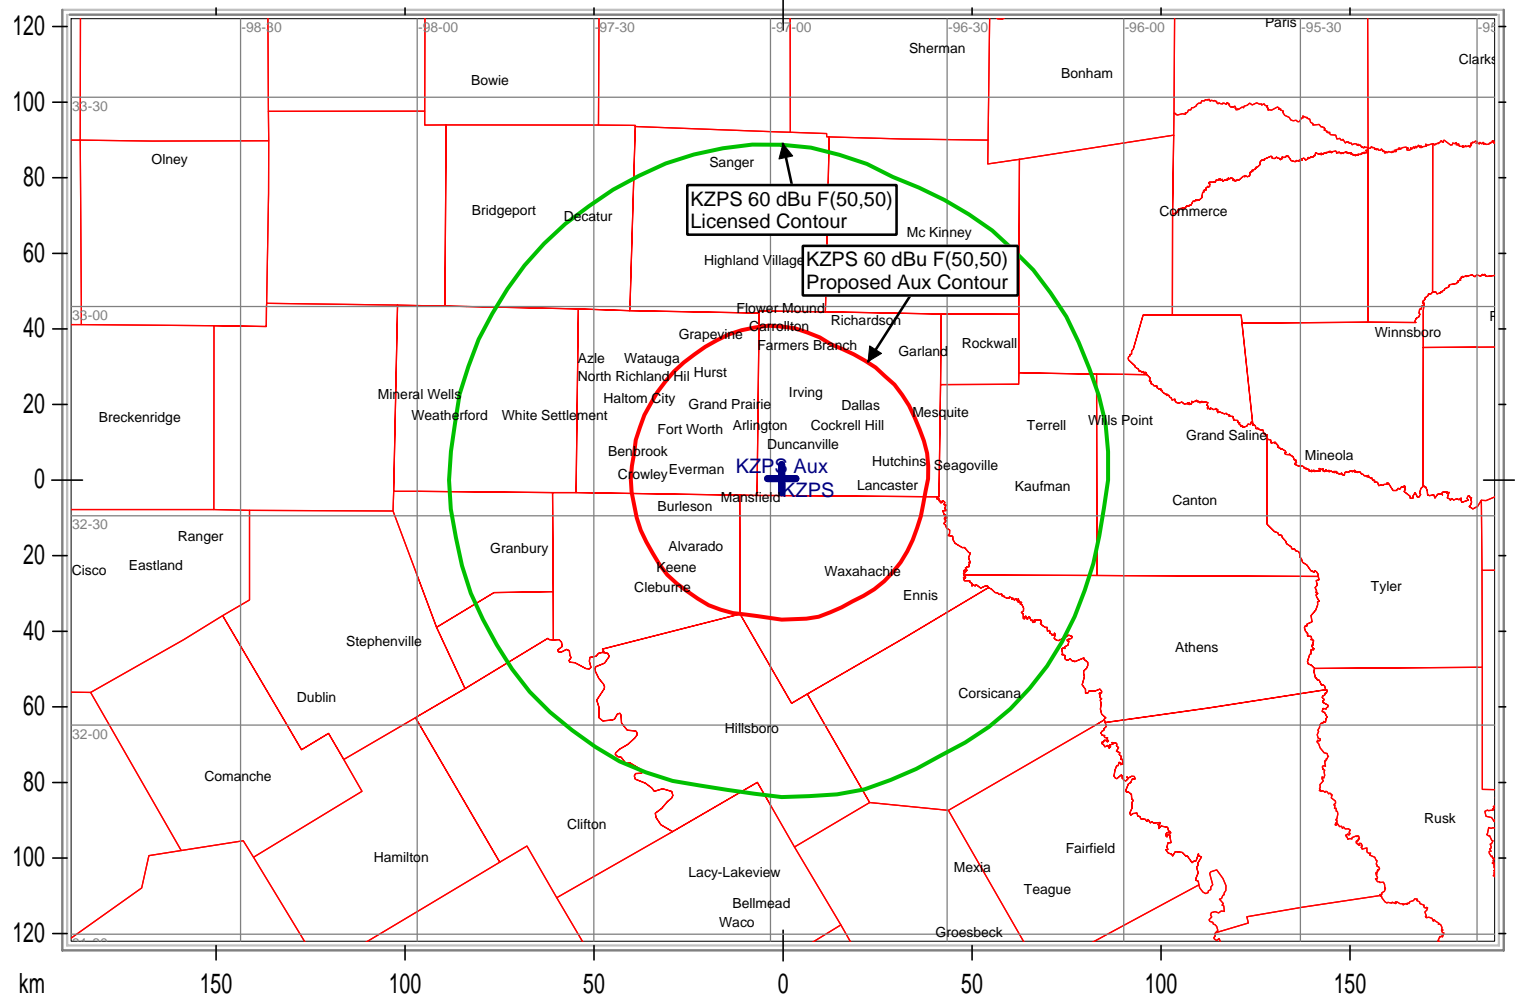 120
100
80
60
40
20
0
20
40
60
80
100
120
km
150
100
50
0
50
100
150
-98-30
-98-00
-97-30
-97-00
-96-30
-96-00
-95-30
33-30
33-00
32-30
32-00
Paris
Sherman
Clarks
Bonham
Bowie
Olney
Sanger
KZPS 60 dBu F(50,50)
Licensed Contour
Bridgeport
Decatur
Commerce
Mc Kinney
Highland Village
KZPS 60 dBu F(50,50)
Proposed Aux Contour
Flower Mound
Richardson
Carrollton
Grapevine
Farmers Branch
Winnsboro
Garland
Rockwall
Azle
Watauga
North Richland Hil
Hurst
Mineral Wells
Haltom City
Irving
Grand Prairie
Dallas
Mesquite
Breckenridge
Weatherford
White Settlement
Fort Worth
Arlington
Cockrell Hill
Terrell
Wills Point
Grand Saline
Duncanville
Benbrook
Mineola
Hutchins
Seagoville
KZPS Aux
Everman
Crowley
Lancaster
KZPS
Kaufman
Mansfield
Burleson
Canton
Ranger
Granbury
Alvarado
Eastland
Cisco
Keene
Waxahachie
Cleburne
Ennis
Tyler
Stephenville
Athens
Dublin
Corsicana
Hillsboro
Comanche
Clifton
Rusk
Fairfield
Hamilton
Mexia
Lacy-Lakeview
Teague
Bellmead
Waco
Groesbeck